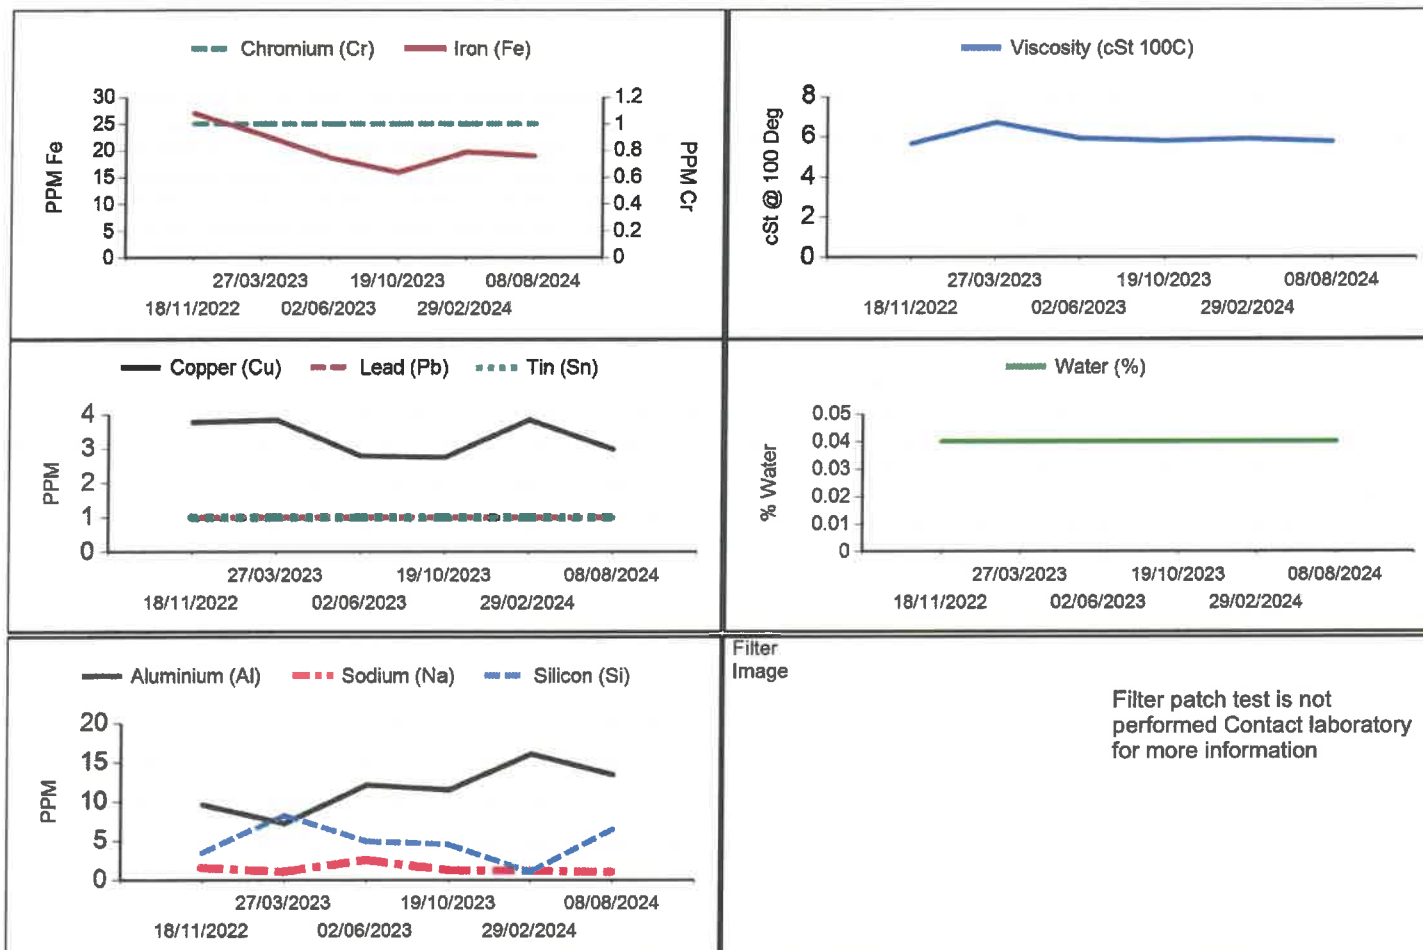 Chromium (Cr) Iron (Fe)
30 1.2
25 1
20 0.8
15 0.6
10 0.4
5 0.2
0 0
PPM Fe
PPM Cr
27/03/2023 19/10/2023 08/08/2024
18/11/2022 02/06/2023 29/02/2024
Viscosity (cSt 100C)
8
6
4
2
0
cSt @ 100 Deg
27/03/2023 19/10/2023 08/08/2024
18/11/2022 02/06/2023 29/02/2024
Copper (Cu) Lead (Pb) Tin (Sn)
4
3
2
1
0
PPM
27/03/2023 19/10/2023 08/08/2024
18/11/2022 02/06/2023 29/02/2024
Water (%)
0.05
0.04
0.03
0.02
0.01
0
% Water
27/03/2023 19/10/2023 08/08/2024
18/11/2022 02/06/2023 29/02/2024
Aluminium (Al) Sodium (Na) Silicon (Si)
20
15
10
5
0
PPM
27/03/2023 19/10/2023 08/08/2024
18/11/2022 02/06/2023 29/02/2024
Filter
Image
Filter patch test is not
performed Contact laboratory
for more information